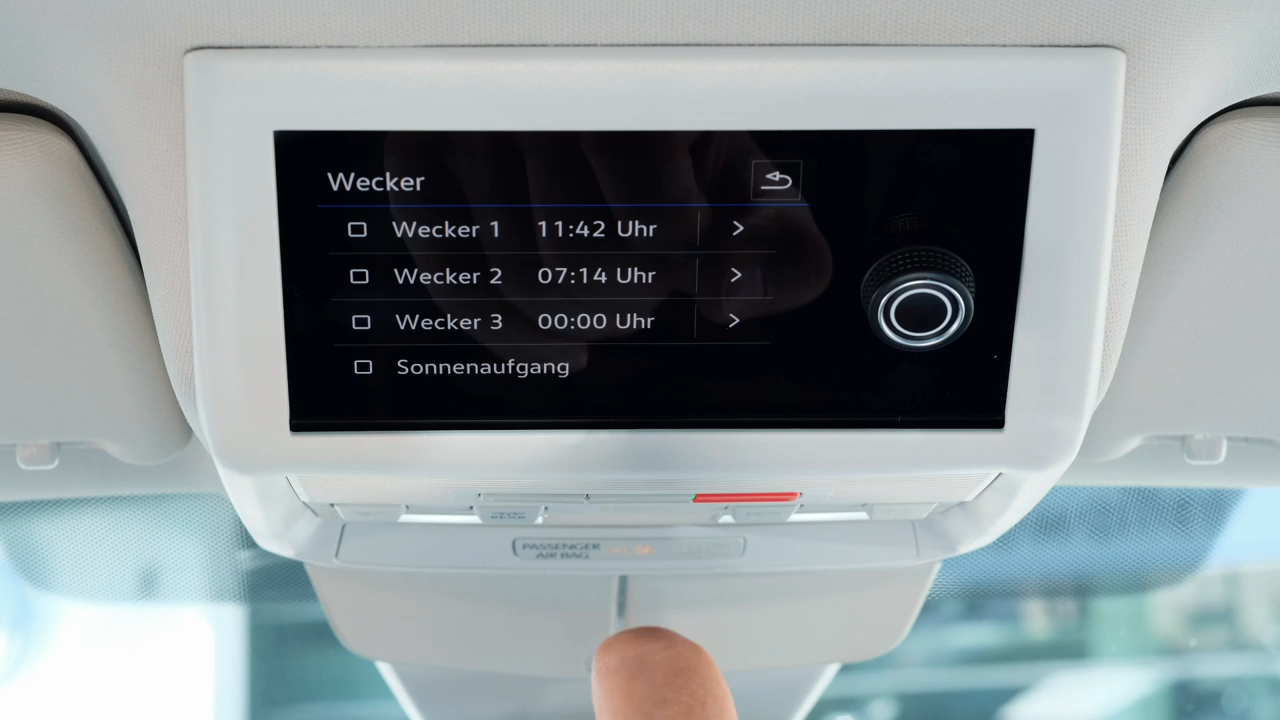 Wecker
Wecker 1 11:42 Uhr >
Wecker 2 07:14 Uhr >
Wecker 3 00:00 Uhr >
Sonnenaufgang
REAR
PASSENGER
AIR BAG